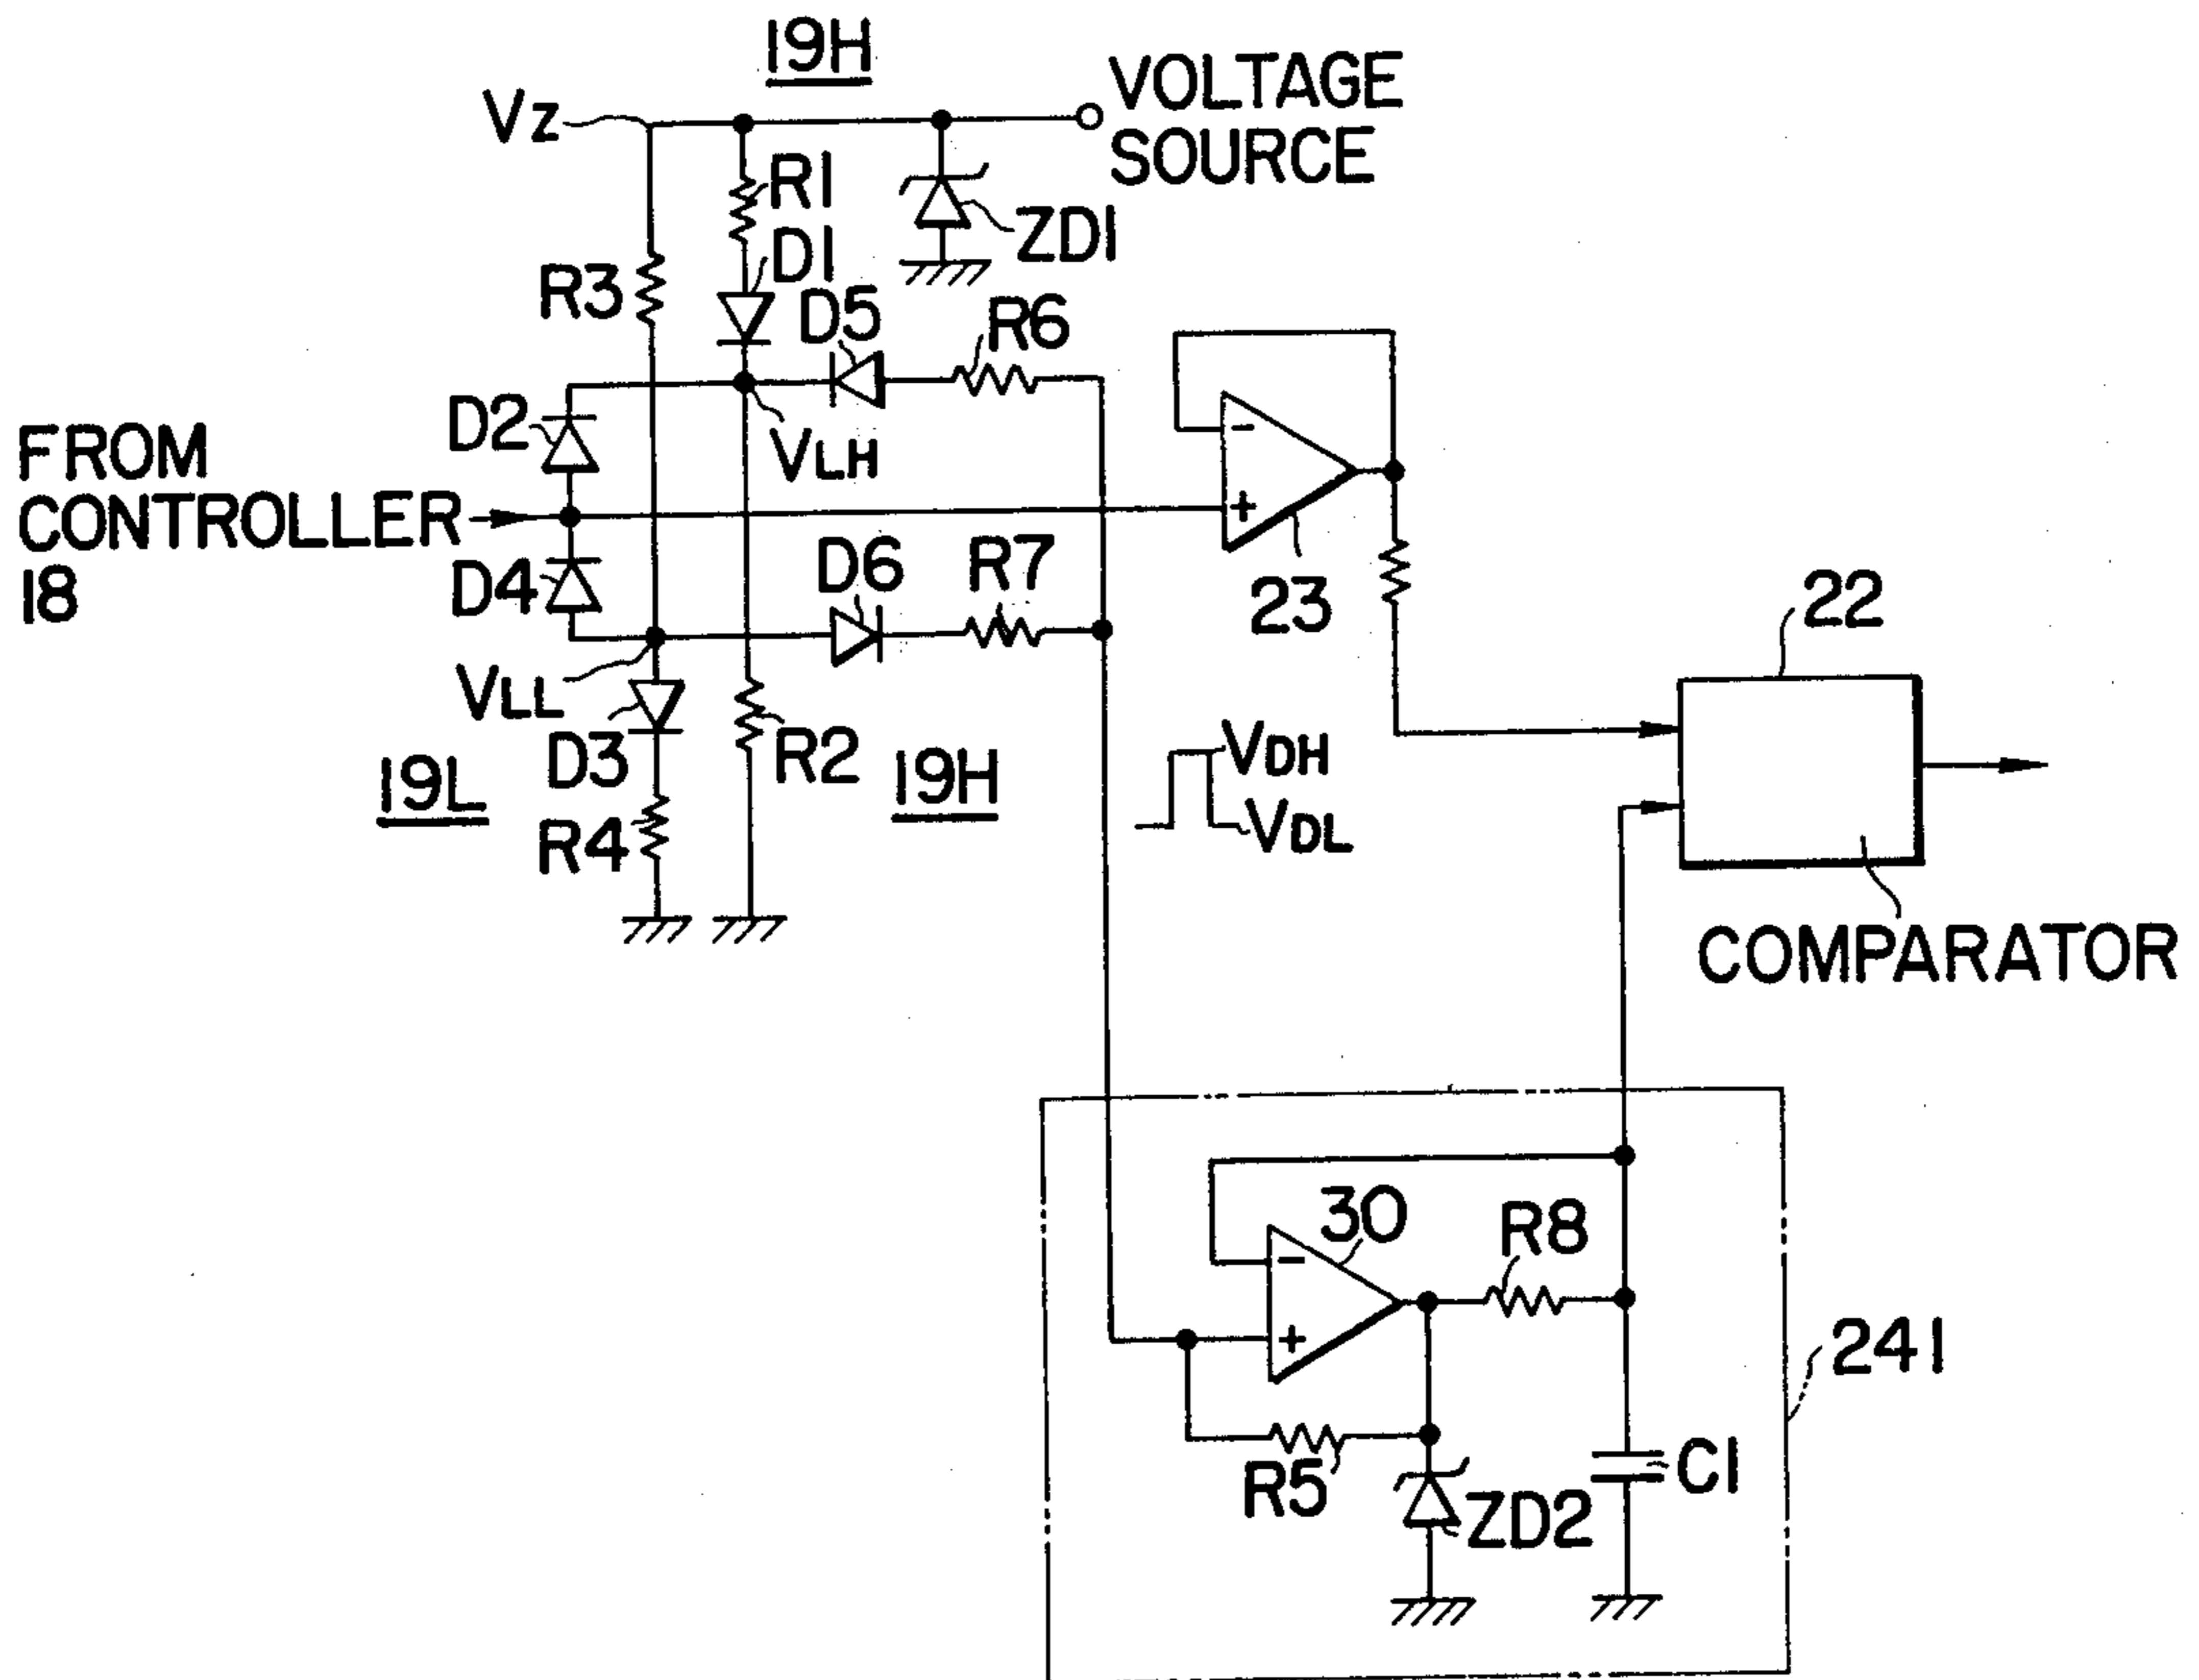 19H
VZ
VOLTAGE
SOURCE
R1
ZD1
D1
R3
D5
R6
D2
VLH
FROM
CONTROLLER
18
-
+
D4
D6
R7
23
22
VLL
D3
R2
19L
19H
VDH
VDL
R4
COMPARATOR
30
R8
-
+
241
R5
ZD2
C1